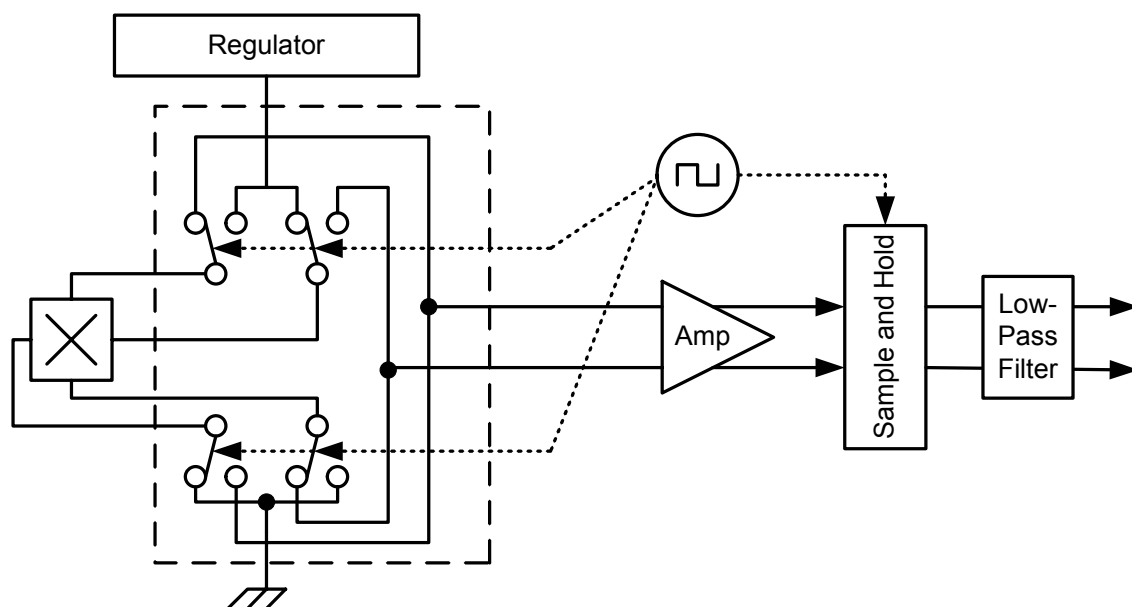 Regulator
Amp
Sample and Hold
Low-
Pass
Filter